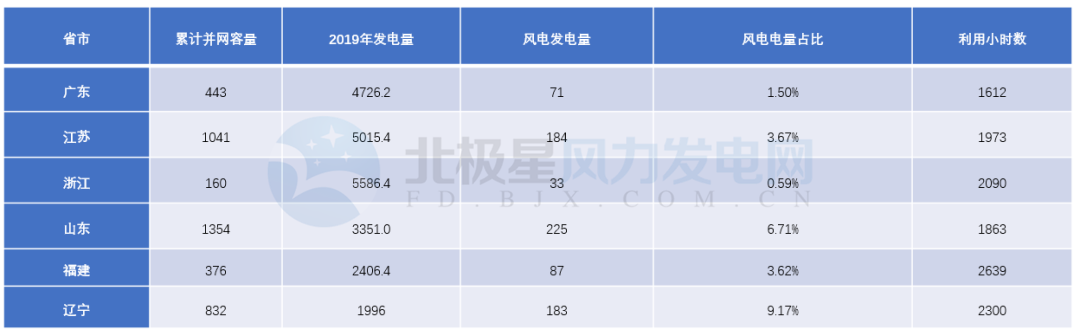 省市 累计并网容量 2019年发电量 风电发电量 风电电量占比 利用小时数
广东 443 4726.2 71 1.50% 1612
江苏 1041 5015.4 184 3.67% 1973
浙江 160 5586.4 33 0.59% 2090
山东 1354 3351.0 225 6.71% 1863
福建 376 2406.4 87 3.62% 2639
辽宁 832 1996 183 9.17% 2300
北极星风力发电网
FD.BJX.COM.CN